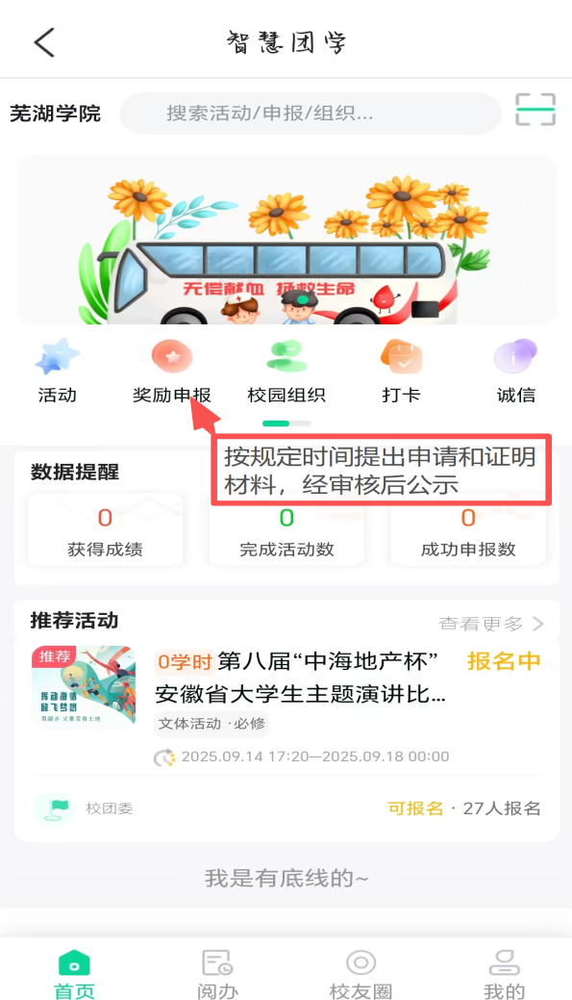 智慧团学
芜湖学院
搜索活动/申报/组织...
无偿献血 拯救生命
活动
奖励申报
校园组织
打卡
诚信
按规定时间提出申请和证明
材料，经审核后公示
数据提醒
0
0
0
获得成绩
完成活动数
成功申报数
推荐活动
查看更多
推荐
挥动激情
放飞梦想
0学时 第八届“中海地产杯”
报名中
安徽省大学生主题演讲比...
文体活动 ·必修
2025.09.14 17:20—2025.09.18 00:00
校团委
可报名 · 27人报名
我是有底线的~
首页
阅办
校友圈
我的